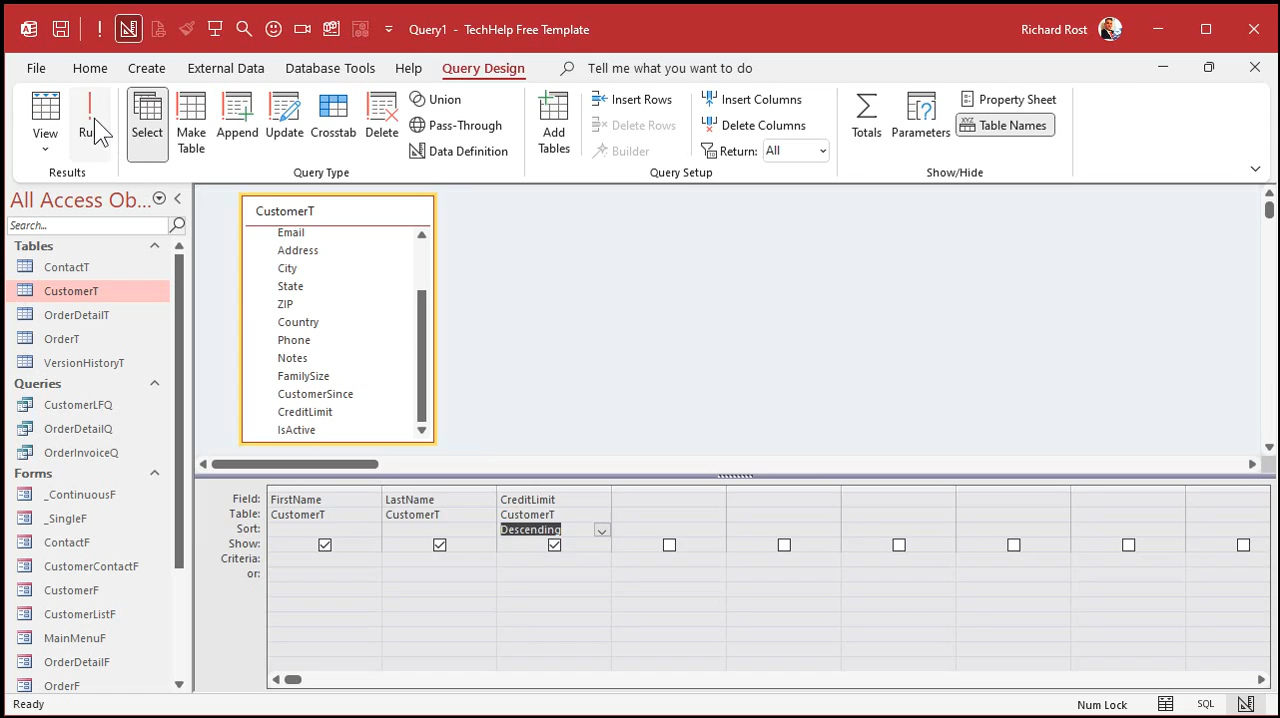 Query1 - TechHelp Free Template
Richard Rost
File Home Create External Data Database Tools Help Query Design Tell me what you want to do
View
Select
Make Table
Append
Update
Crosstab
Delete
Union
Pass-Through
Data Definition
Add Tables
Insert Rows
Delete Rows
Builder
Insert Columns
Delete Columns
Return: All
Totals
Parameters
Property Sheet
XYZ
Table Names
Results Query Type Query Setup Show/Hide
All Access Ob...
Search...
Tables
ContactT
CustomerT
OrderDetailT
OrderT
VersionHistoryT
Queries
CustomerLFQ
OrderDetailQ
OrderInvoiceQ
Forms
_ContinuousF
_SingleF
ContactF
CustomerContactF
CustomerF
CustomerListF
MainMenuF
OrderDetailF
OrderF
CustomerT
Email
Address
City
State
ZIP
Country
Phone
Notes
FamilySize
CustomerSince
CreditLimit
IsActive
Field: FirstName LastName CreditLimit
Table: CustomerT CustomerT CustomerT
Sort: Descending
Show:
Criteria:
or:
Ready
Num Lock
SQL